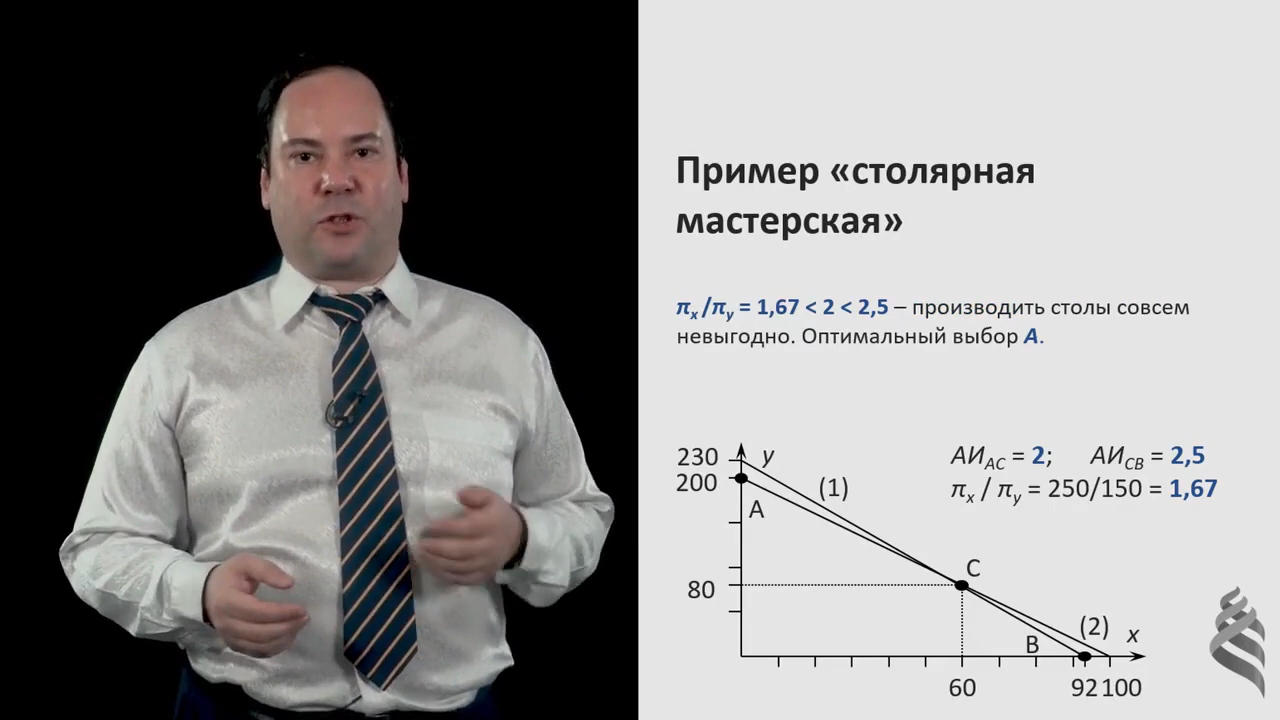 Пример «столярная
мастерская»
πx/πy = 1,67 < 2 < 2,5 – производить столы совсем
невыгодно. Оптимальный выбор А.
АИAC = 2; АИCB = 2,5
πx / πy = 250/150 = 1,67
230
y
200
(1)
A
C
80
(2)
x
B
60
92
100